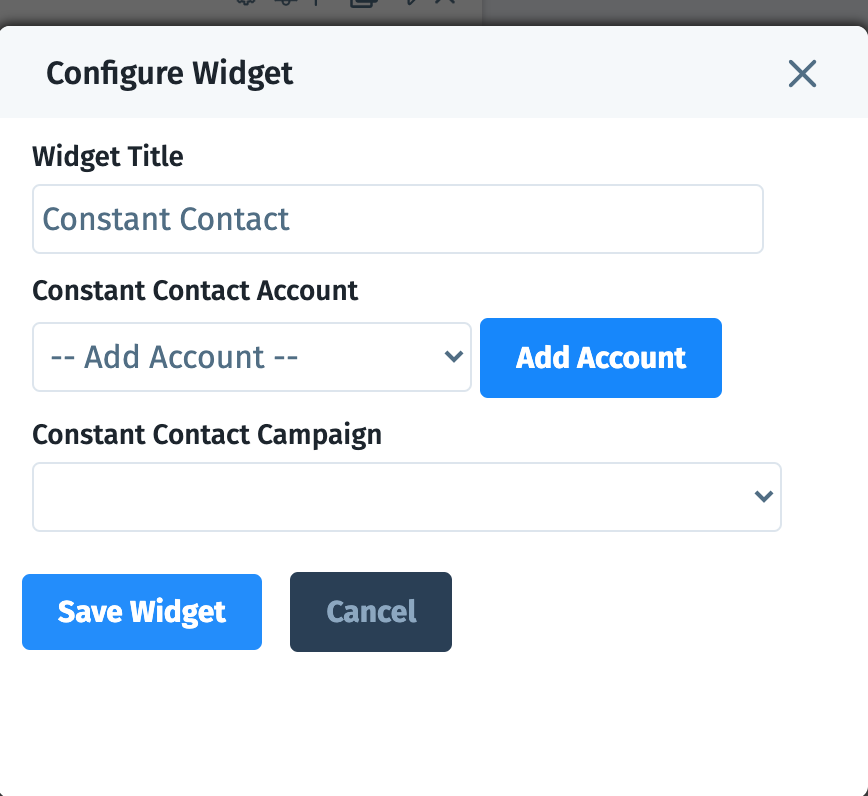 Configure Widget
Widget Title
Constant Contact
Constant Contact Account
-- Add Account --
Add Account
Constant Contact Campaign
Save Widget
Cancel